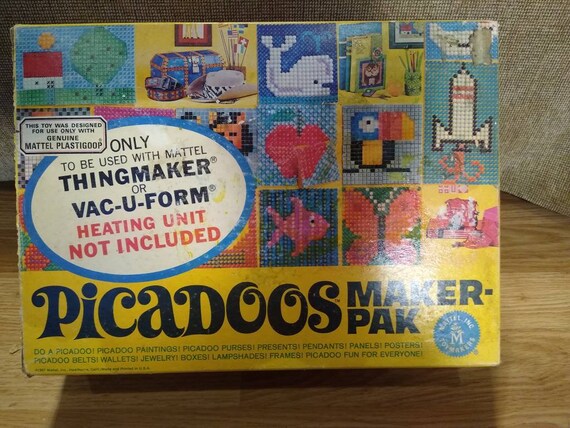 THIS TOY WAS DESIGNED
FOR USE ONLY WITH
GENUINE
MATTEL PLASTIGOOP
ONLY
TO BE USED WITH MATTEL
THINGMAKER®
OR
VAC-U-FORM®
HEATING UNIT
NOT INCLUDED
PICADOOS™ MAKER-
PAK
MATTEL, INC.
M
TOYMAKERS
DO A PICADOO! PICADOO PAINTINGS! PICADOO PURSES! PRESENTS! PENDANTS! PANELS! POSTERS!
PICADOO BELTS! WALLETS! JEWELRY! BOXES! LAMPSHADES! FRAMES! PICADOO FUN FOR EVERYONE!